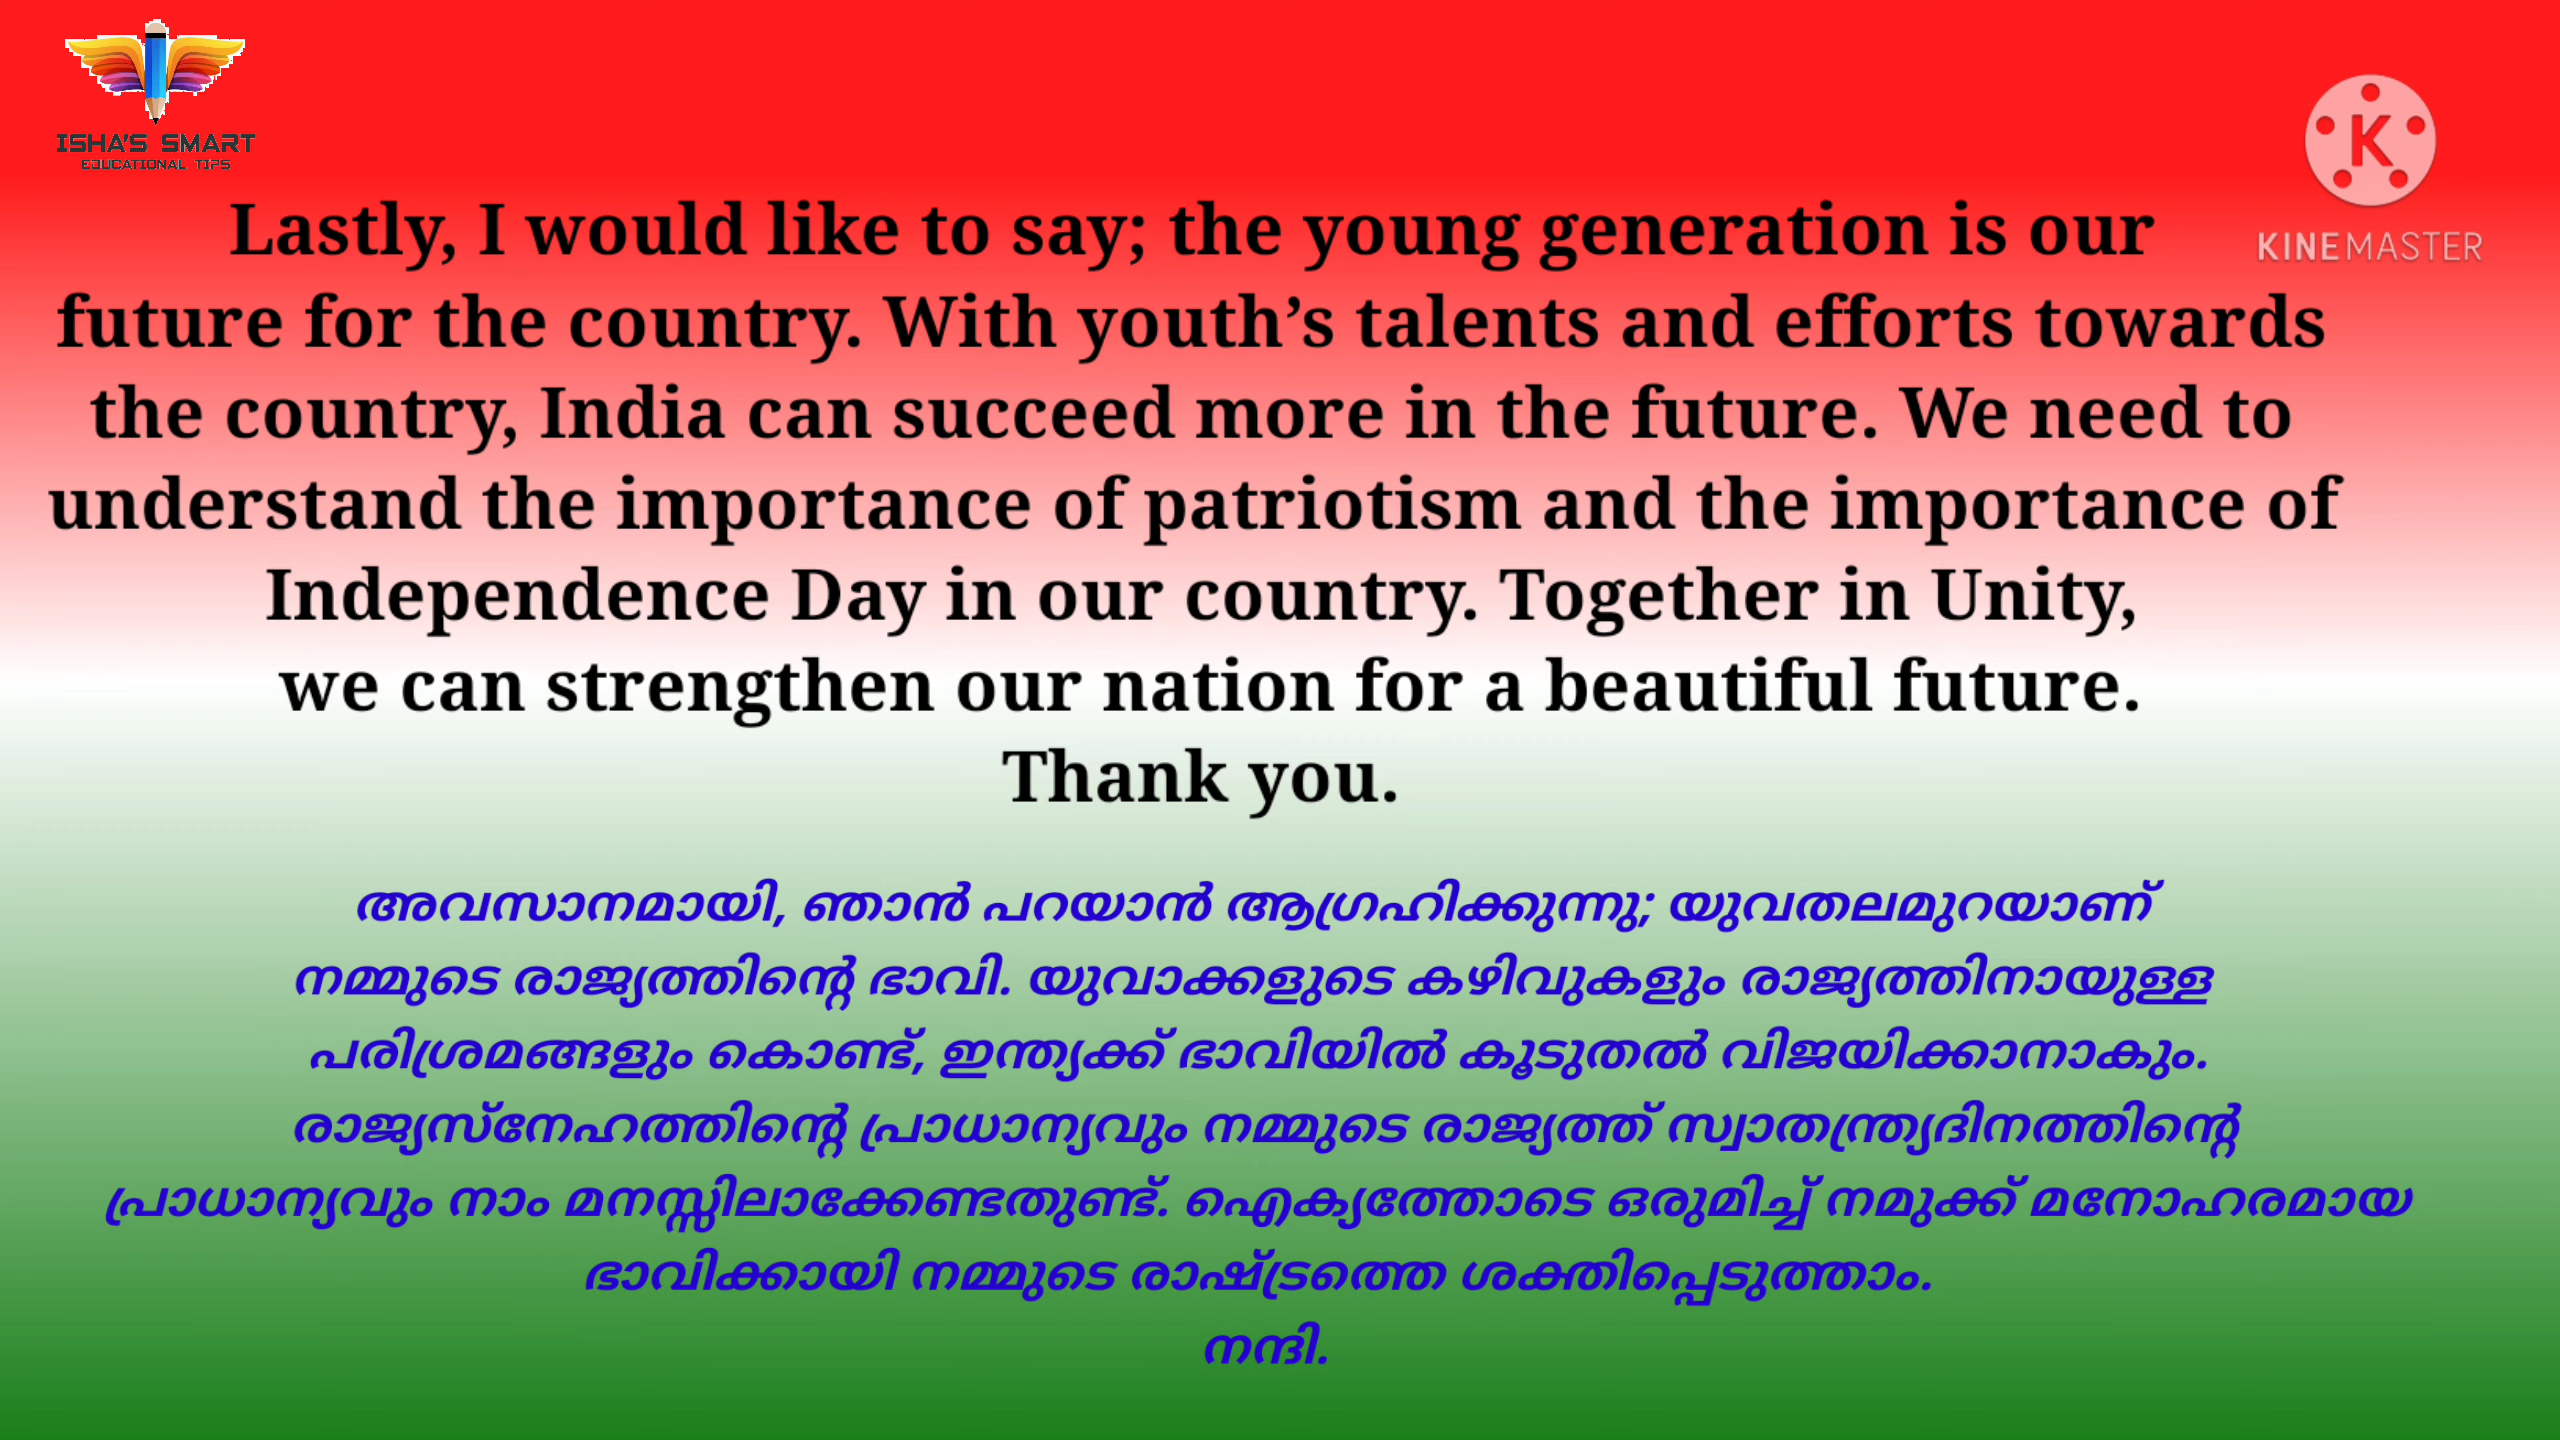 ISHA'S SMART
EDUCATIONAL TIPS
K
KINEMASTER
Lastly, I would like to say; the young generation is our
future for the country. With youth’s talents and efforts towards
the country, India can succeed more in the future. We need to
understand the importance of patriotism and the importance of
Independence Day in our country. Together in Unity,
we can strengthen our nation for a beautiful future.
Thank you.
അവസാനമായി, ഞാൻ പറയാൻ ആഗ്രഹിക്കുന്നു; യുവതലമുറയാണ്
നമ്മുടെ രാജ്യത്തിന്റെ ഭാവി. യുവാക്കളുടെ കഴിവുകളും രാജ്യത്തിനായുള്ള
പരിശ്രമങ്ങളും കൊണ്ട്, ഇന്ത്യക്ക് ഭാവിയിൽ കൂടുതൽ വിജയിക്കാനാകും.
രാജ്യസ്നേഹത്തിന്റെ പ്രാധാന്യവും നമ്മുടെ രാജ്യത്ത് സ്വാതന്ത്ര്യദിനത്തിന്റെ
പ്രാധാന്യവും നാം മനസ്സിലാക്കേണ്ടതുണ്ട്. ഐക്യത്തോടെ ഒരുമിച്ച് നമുക്ക് മനോഹരമായ
ഭാവിക്കായി നമ്മുടെ രാഷ്ട്രത്തെ ശക്തിപ്പെടുത്താം.
നന്ദി.